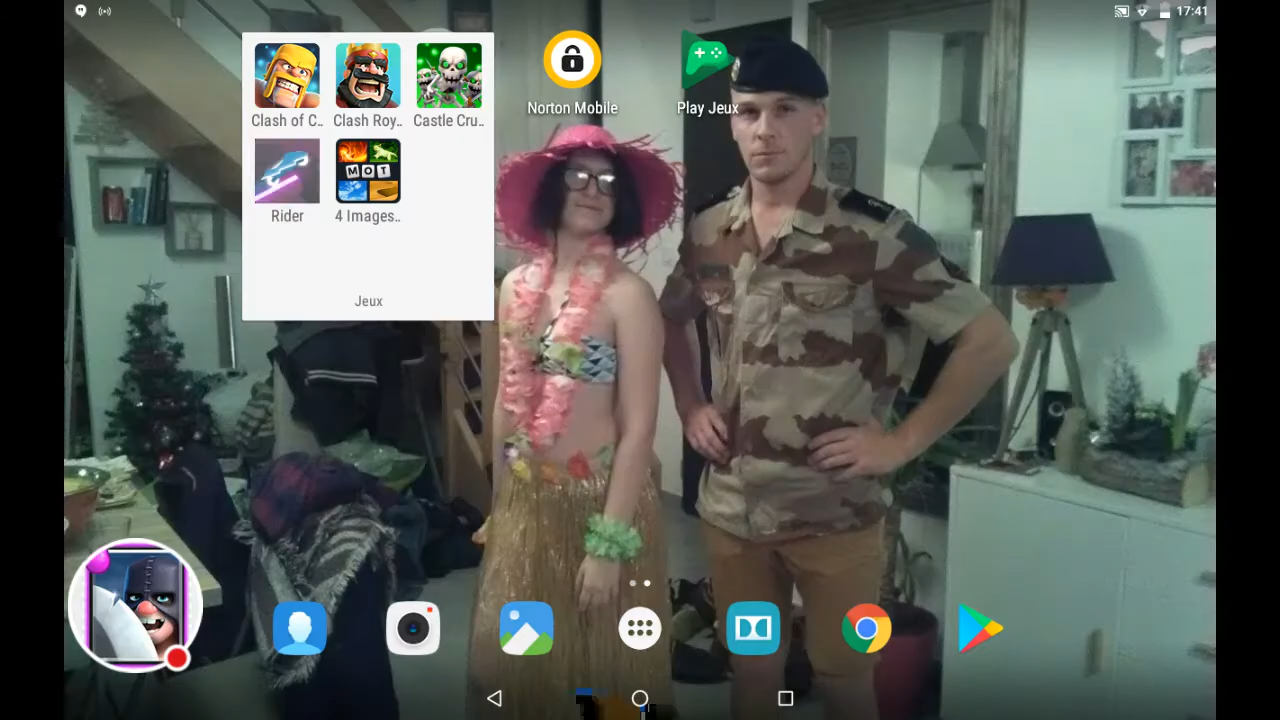 17:41
Clash of C..
Clash Roy..
Castle Cru..
Norton Mobile
Play Jeux
MOT
Rider
4 Images..
Jeux